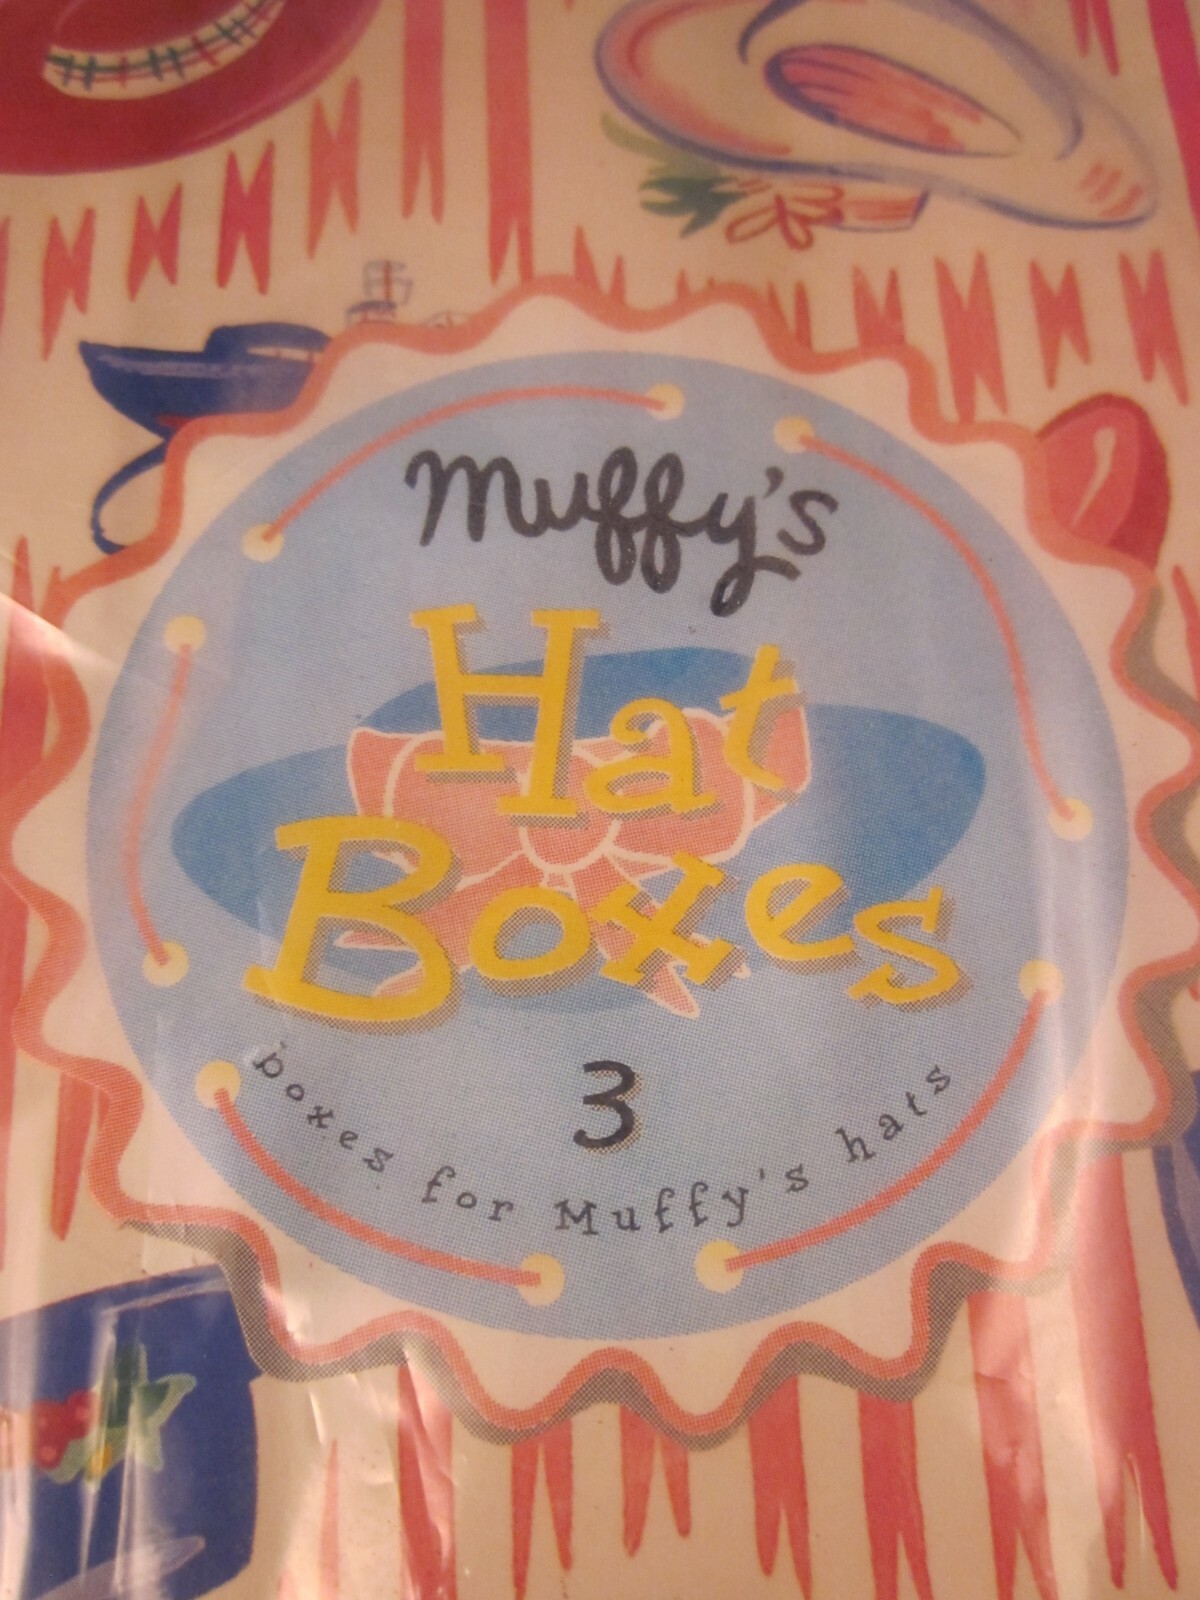 Muffy's
Hat
Boxes
3
boxes for Muffy's hats